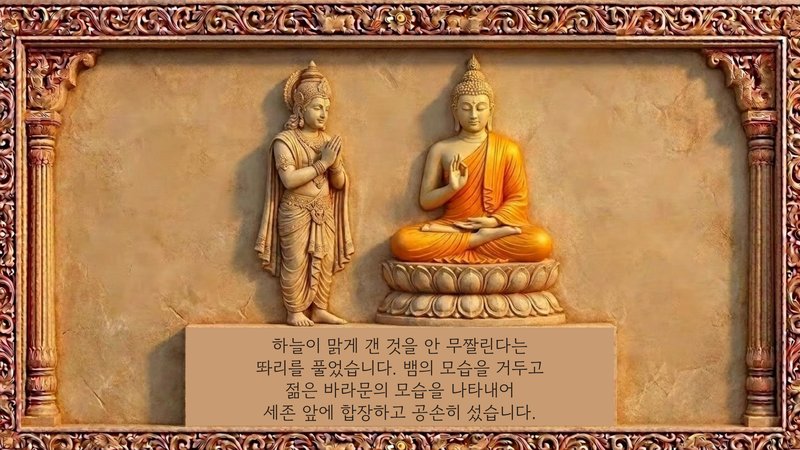 하늘이 맑게 갠 것을 안 무짤린다는
똬리를 풀었습니다. 뱀의 모습을 거두고
젊은 바라문의 모습을 나타내어
세존 앞에 합장하고 공손히 섰습니다.